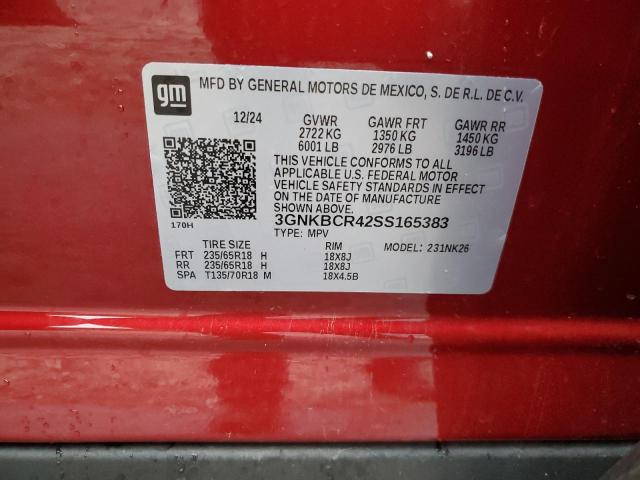 gm
MFD BY GENERAL MOTORS DE MEXICO, S. DE R.L. DE C.V.
12/24 GVWR GAWR FRT GAWR RR
2722 KG 1350 KG 1450 KG
6001 LB 2976 LB 3196 LB
THIS VEHICLE CONFORMS TO ALL
APPLICABLE U.S. FEDERAL MOTOR
VEHICLE SAFETY STANDARDS IN EFFECT
ON THE DATE OF MANUFACTURE
SHOWN ABOVE.
170H
3GNKBCR42SS165383
TYPE: MPV MODEL: 231NK26
TIRE SIZE RIM
FRT 235/65R18 H 18X8J
RR 235/65R18 H 18X8J
SPA T135/70R18 M 18X4.5B